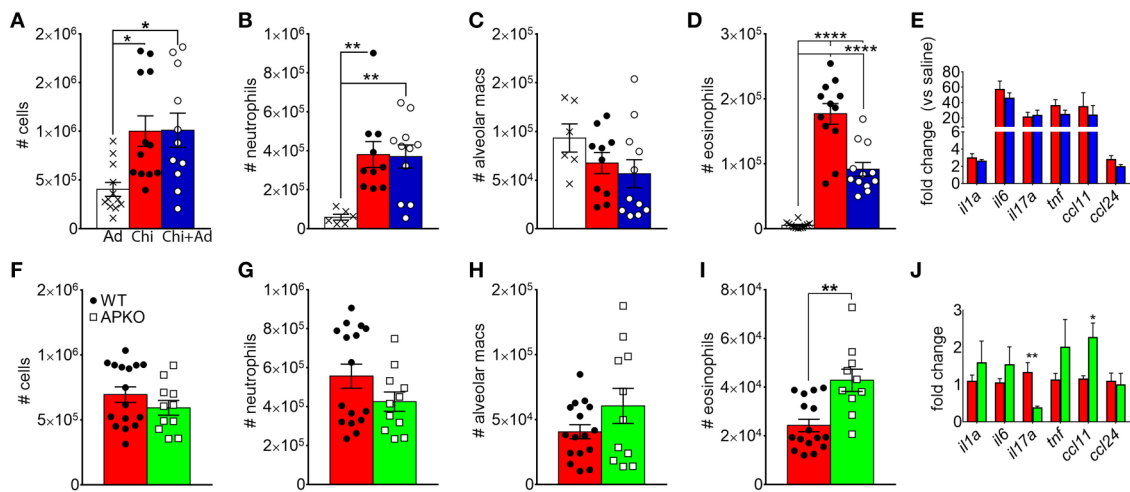 A
# cells
2×10⁶
2×10⁶
1×10⁶
5×10⁵
0
*
*
Ad Chi Chi+Ad
B
# neutrophils
1×10⁶
8×10⁵
6×10⁵
4×10⁵
2×10⁵
0
**
**
C
# alveolar macs
2×10⁵
2×10⁵
1×10⁵
5×10⁴
0
D
# eosinophils
3×10⁵
2×10⁵
1×10⁵
0
****
****
E
fold change (vs saline)
80
60
40
20
6
4
2
0
il1a il6 il17a tnf ccl11 ccl24
F
# cells
2×10⁶
1×10⁶
5×10⁵
0
WT
APKO
G
# neutrophils
1×10⁶
8×10⁵
6×10⁵
4×10⁵
2×10⁵
0
H
# alveolar macs
2×10⁵
1×10⁵
5×10⁴
0
I
# eosinophils
8×10⁴
6×10⁴
4×10⁴
2×10⁴
0
**
J
fold change
3
2
1
0
**
*
il1a il6 il17a tnf ccl11 ccl24